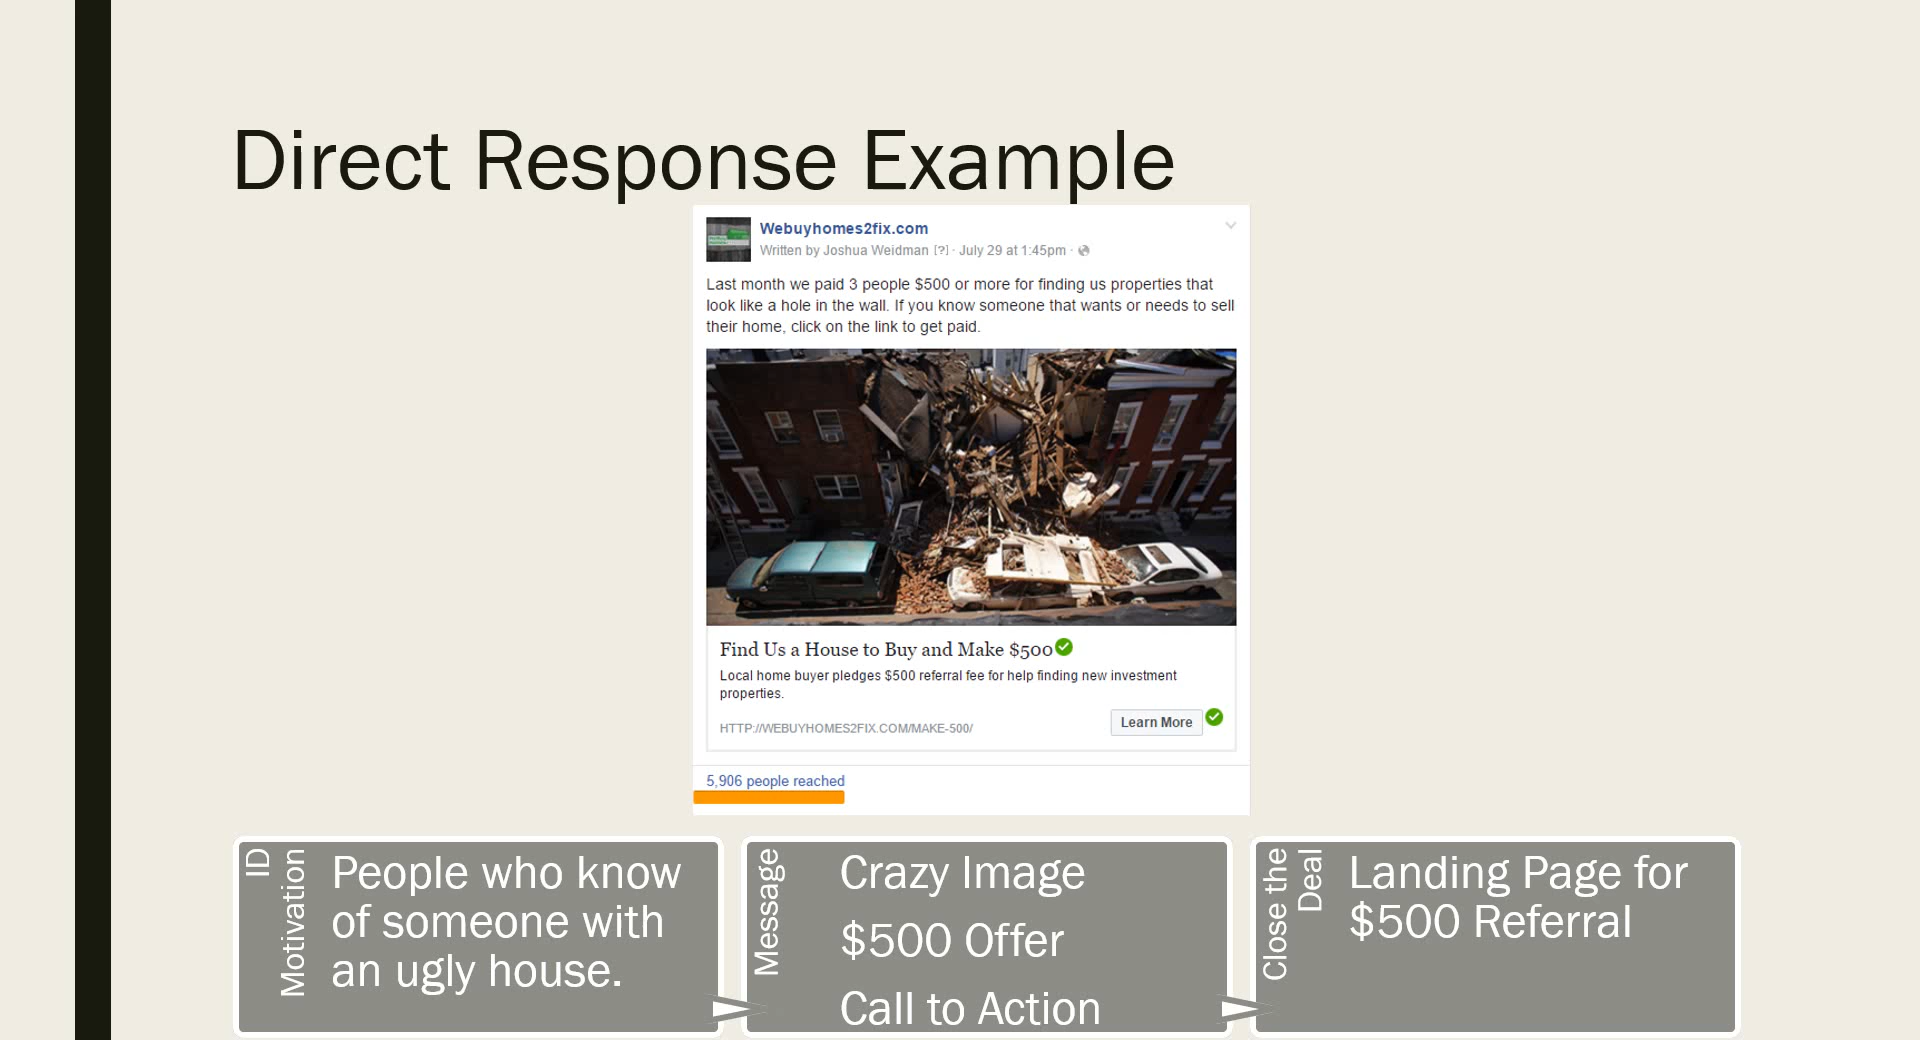 Direct Response Example
Webuyhomes2fix.com
Written by Joshua Weidman [?] · July 29 at 1:45pm ·
Last month we paid 3 people $500 or more for finding us properties that
look like a hole in the wall. If you know someone that wants or needs to sell
their home, click on the link to get paid.
Find Us a House to Buy and Make $500
Local home buyer pledges $500 referral fee for help finding new investment
properties.
HTTP://WEBUYHOMES2FIX.COM/MAKE-500/
Learn More
5,906 people reached
ID
Motivation
People who know
of someone with
an ugly house.
Message
Crazy Image
$500 Offer
Call to Action
Close the
Deal
Landing Page for
$500 Referral